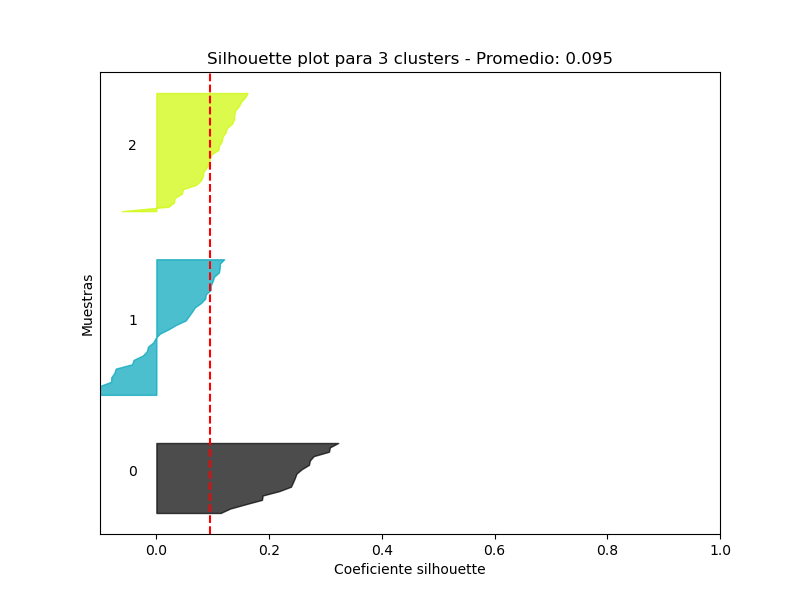 Silhouette plot para 3 clusters - Promedio: 0.095
2
1
0
Muestras
0.0 0.2 0.4 0.6 0.8 1.0
Coeficiente silhouette